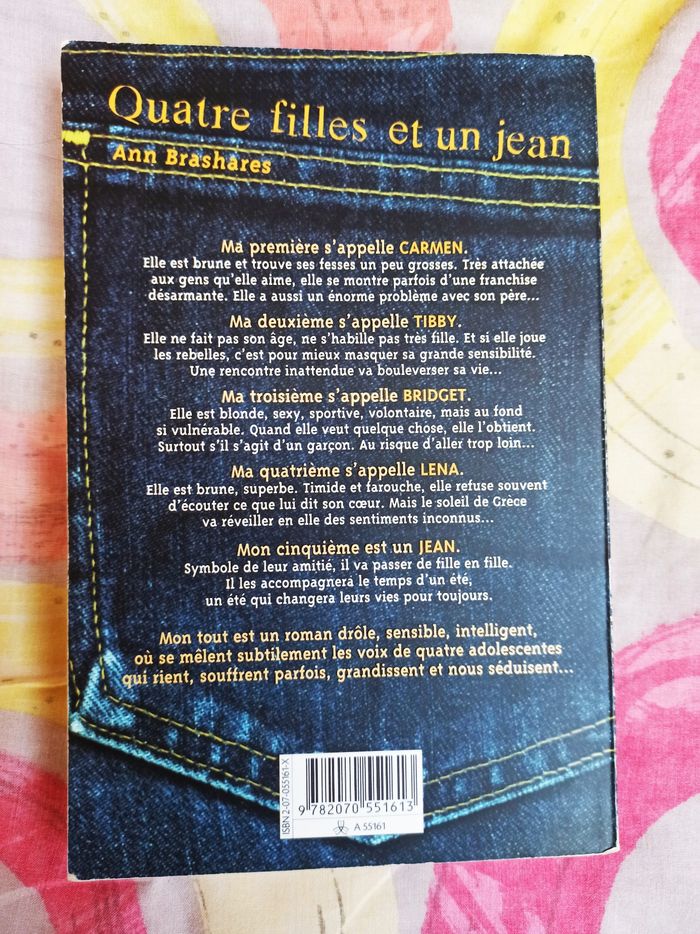 Quatre filles et un jean
Ann Brashares
Ma première s'appelle CARMEN.
Elle est brune et trouve ses fesses un peu grosses. Très attachée
aux gens qu'elle aime, elle se montre parfois d'une franchise
désarmante. Elle a aussi un énorme problème avec son père...
Ma deuxième s'appelle TIBBY.
Elle ne fait pas son âge, ne s'habille pas très fille. Et si elle joue
les rebelles, c'est pour mieux masquer sa grande sensibilité.
Une rencontre inattendue va bouleverser sa vie...
Ma troisième s'appelle BRIDGET.
Elle est blonde, sexy, sportive, volontaire, mais au fond
si vulnérable. Quand elle veut quelque chose, elle l'obtient.
Surtout s'il s'agit d'un garçon. Au risque d'aller trop loin...
Ma quatrième s'appelle LENA.
Elle est brune, superbe. Timide et farouche, elle refuse souvent
d'écouter ce que lui dit son cœur. Mais le soleil de Grèce
va réveiller en elle des sentiments inconnus...
Mon cinquième est un JEAN.
Symbole de leur amitié, il va passer de fille en fille.
Il les accompagnera le temps d'un été,
un été qui changera leurs vies pour toujours.
Mon tout est un roman drôle, sensible, intelligent,
où se mêlent subtilement les voix de quatre adolescentes
qui rient, souffrent parfois, grandissent et nous séduisent...
ISBN 2-07-055161-X
9 782070 551613
A 55161